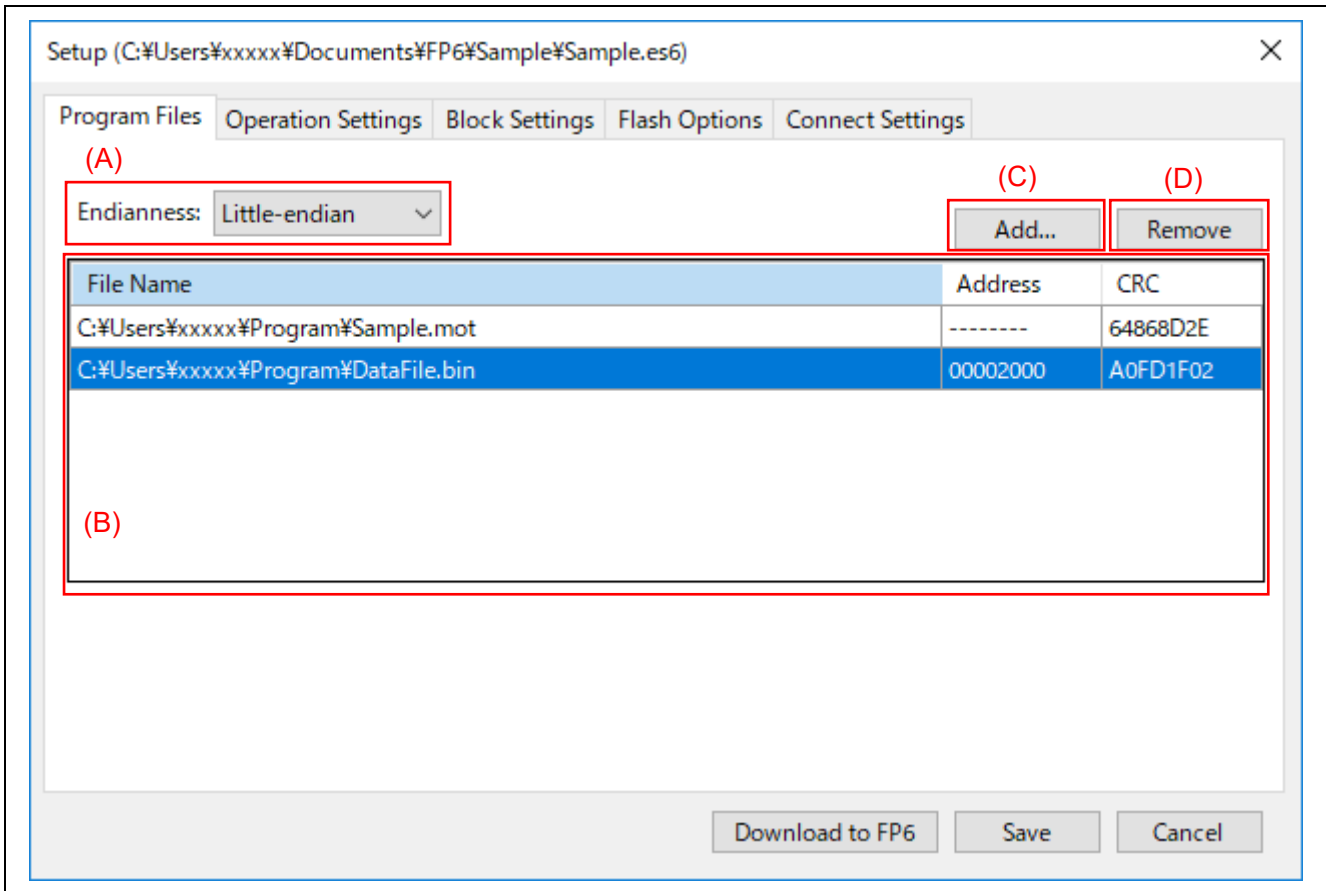 Setup (C:¥Users¥xxxxx¥Documents¥FP6¥Sample¥Sample.es6)
Program Files Operation Settings Block Settings Flash Options Connect Settings
(A)
(C) (D)
Endianness: Little-endian
Add... Remove
File Name Address CRC
C:¥Users¥xxxxx¥Program¥Sample.mot -------- 64868D2E
C:¥Users¥xxxxx¥Program¥DataFile.bin 00002000 A0FD1F02
(B)
Download to FP6 Save Cancel